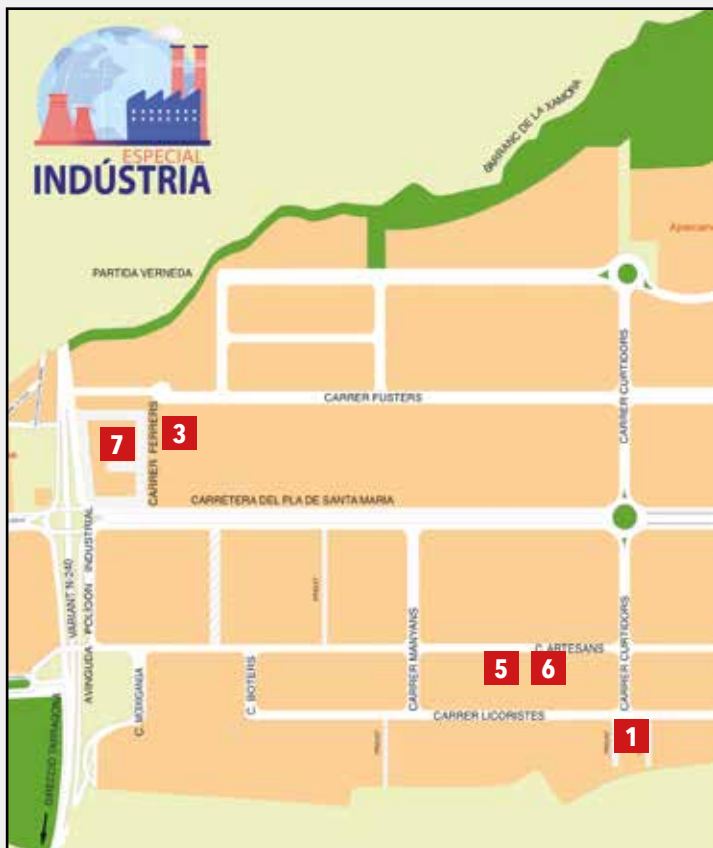 ESPECIAL
INDÚSTRIA
BARRANC DE LA XAMORA
PARTIDA VERNEDA
CARRER CURTIDORS
CARRER FUSTERS
7
3
CARRER FERRERS
CARRETERA DEL PLA DE SANTA MARIA
VARIANT N-240
AVINGUDA POLÍGON INDUSTRIAL
CARRER MANYANS
C. ARTESANS
CARRER CURTIDORS
5
6
C. BOTERS
CARRER LICORISTES
1
DIRECCIÓ TARRAGONA